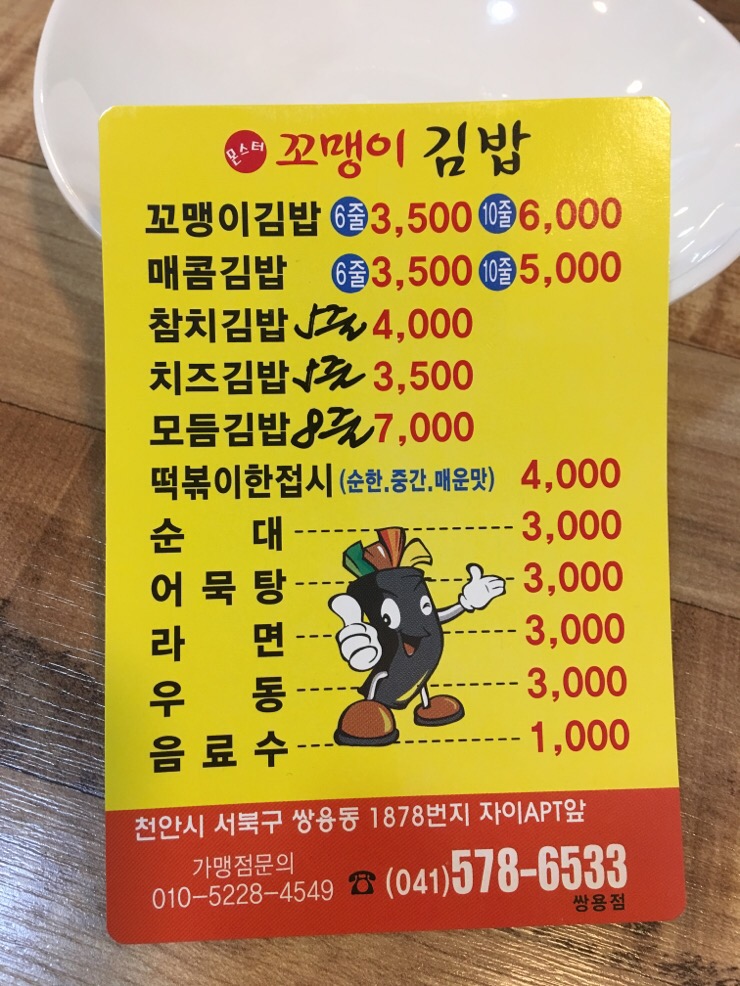 몬스터 꼬맹이 김밥
꼬맹이김밥 6줄 3,500 10줄 6,000
매콤김밥 6줄 3,500 10줄 5,000
참치김밥 5줄 4,000
치즈김밥 5줄 3,500
모듬김밥 8줄 7,000
떡볶이한접시 (순한.중간.매운맛) 4,000
순 대 3,000
어 묵 탕 3,000
라 면 3,000
우 동 3,000
음 료 수 1,000
천안시 서북구 쌍용동 1878번지 자이APT앞
가맹점문의
010-5228-4549 ☎ (041)578-6533
쌍용점